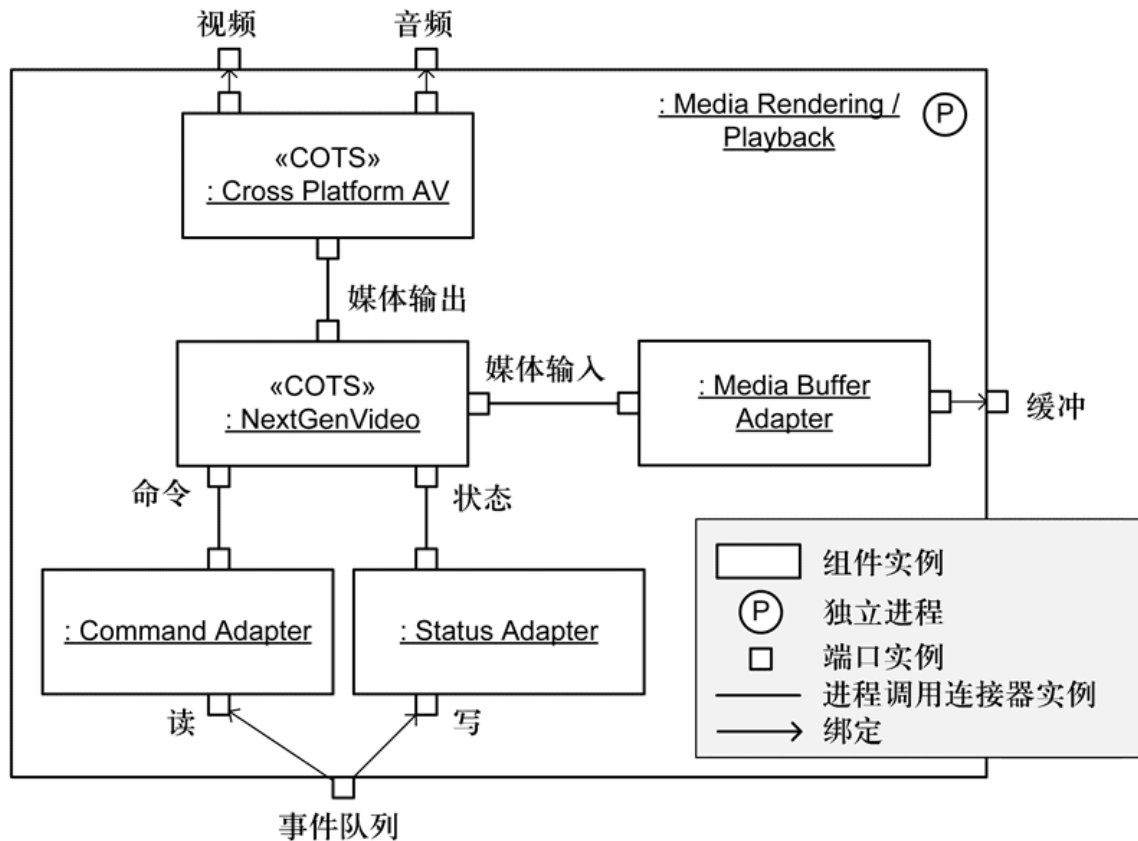 视频
音频
: Media Rendering /
Playback
P
«COTS»
: Cross Platform AV
媒体输出
«COTS»
: NextGenVideo
媒体输入
: Media Buffer
Adapter
缓冲
命令
状态
: Command Adapter
: Status Adapter
读
写
事件队列
组件实例
P
独立进程
端口实例
进程调用连接器实例
绑定